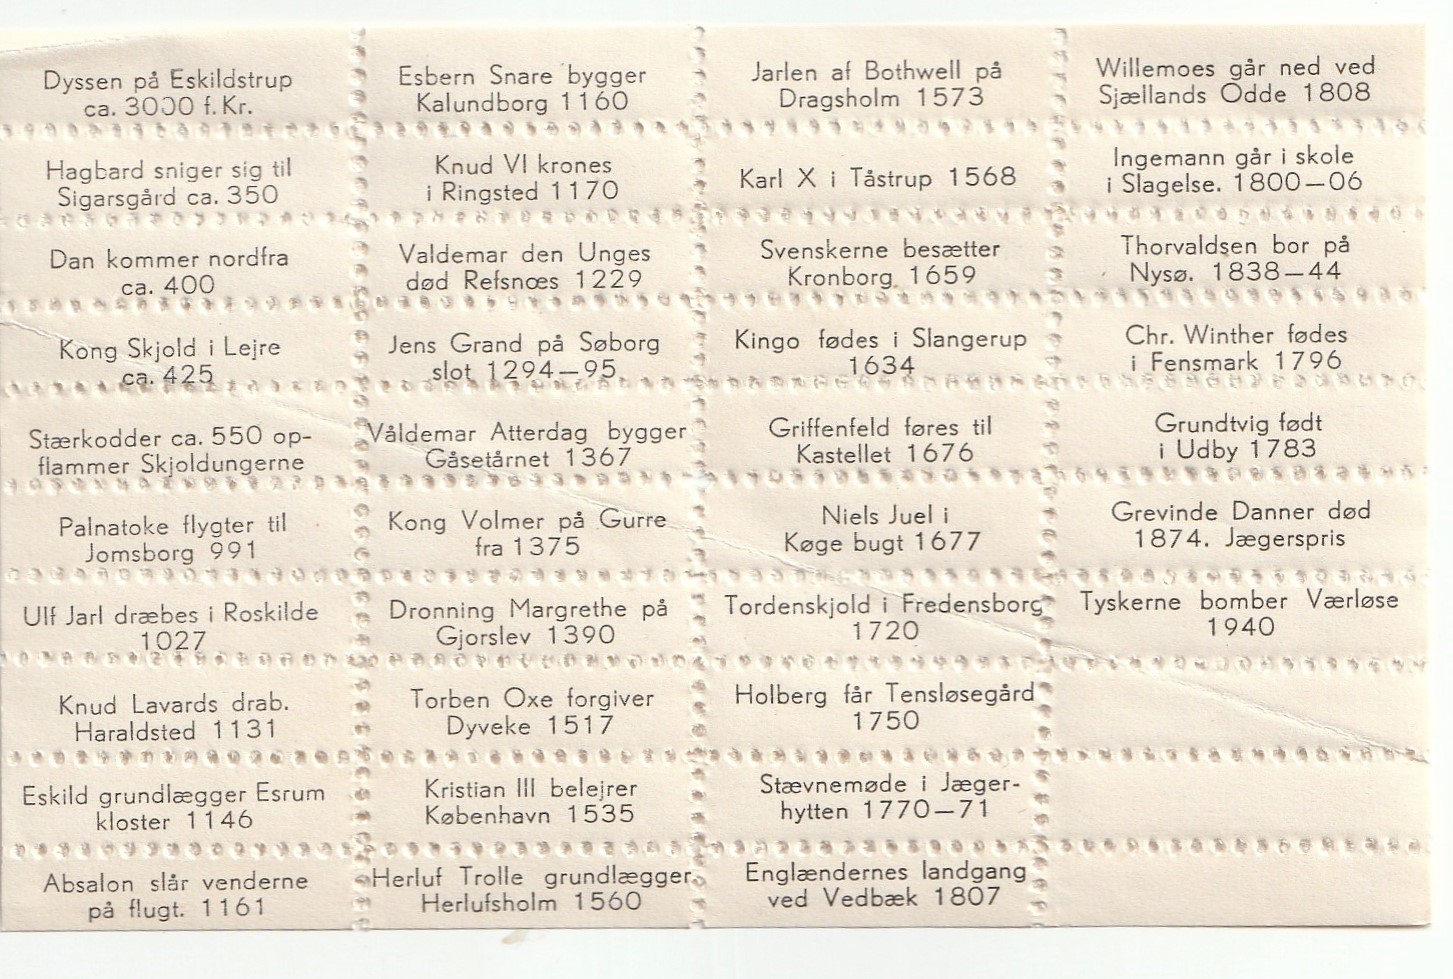 Dyssen på Eskildstrup
ca. 3000 f. Kr.
Hagbard sniger sig til
Sigarsgård ca. 350
Dan kommer nordfra
ca. 400
Kong Skjold i Lejre
ca. 425
Stærkodder ca. 550 op-
flammer Skjoldungerne
Palnatoke flygter til
Jomsborg 991
Ulf Jarl dræbes i Roskilde
1027
Knud Lavards drab.
Haraldsted 1131
Eskild grundlægger Esrum
kloster 1146
Absalon slår venderne
på flugt. 1161
Esbern Snare bygger
Kalundborg 1160
Knud VI krones
i Ringsted 1170
Valdemar den Unges
død Refsnæs 1229
Jens Grand på Søborg
slot 1294—95
Våldemar Atterdag bygger
Gåsetårnet 1367
Kong Volmer på Gurre
fra 1375
Dronning Margrethe på
Gjorslev 1390
Torben Oxe forgiver
Dyveke 1517
Kristian III belejrer
København 1535
Herluf Trolle grundlægger
Herlufsholm 1560
Jarlen af Bothwell på
Dragsholm 1573
Karl X i Tåstrup 1568
Svenskerne besætter
Kronborg 1659
Kingo fødes i Slangerup
1634
Griffenfeld føres til
Kastellet 1676
Niels Juel i
Køge bugt 1677
Tordenskjold i Fredensborg
1720
Holberg får Tensløsegård
1750
Stævnemøde i Jæger-
hytten 1770—71
Englændernes landgang
ved Vedbæk 1807
Willemoes går ned ved
Sjællands Odde 1808
Ingemann går i skole
i Slagelse. 1800—06
Thorvaldsen bor på
Nysø. 1838—44
Chr. Winther fødes
i Fensmark 1796
Grundtvig født
i Udby 1783
Grevinde Danner død
1874. Jægerspris
Tyskerne bomber Værløse
1940